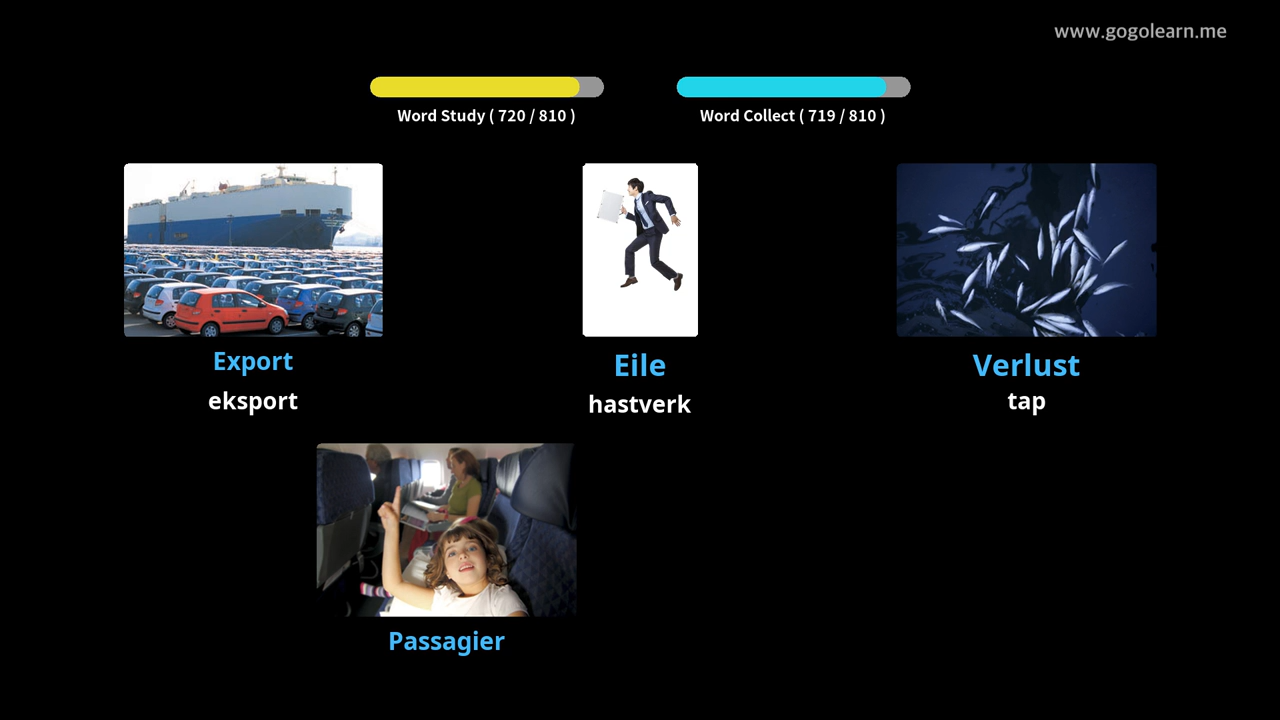 www.gogolearn.me
Word Study ( 720 / 810 )
Word Collect ( 719 / 810 )
Export
Eile
Verlust
eksport
hastverk
tap
Passagier